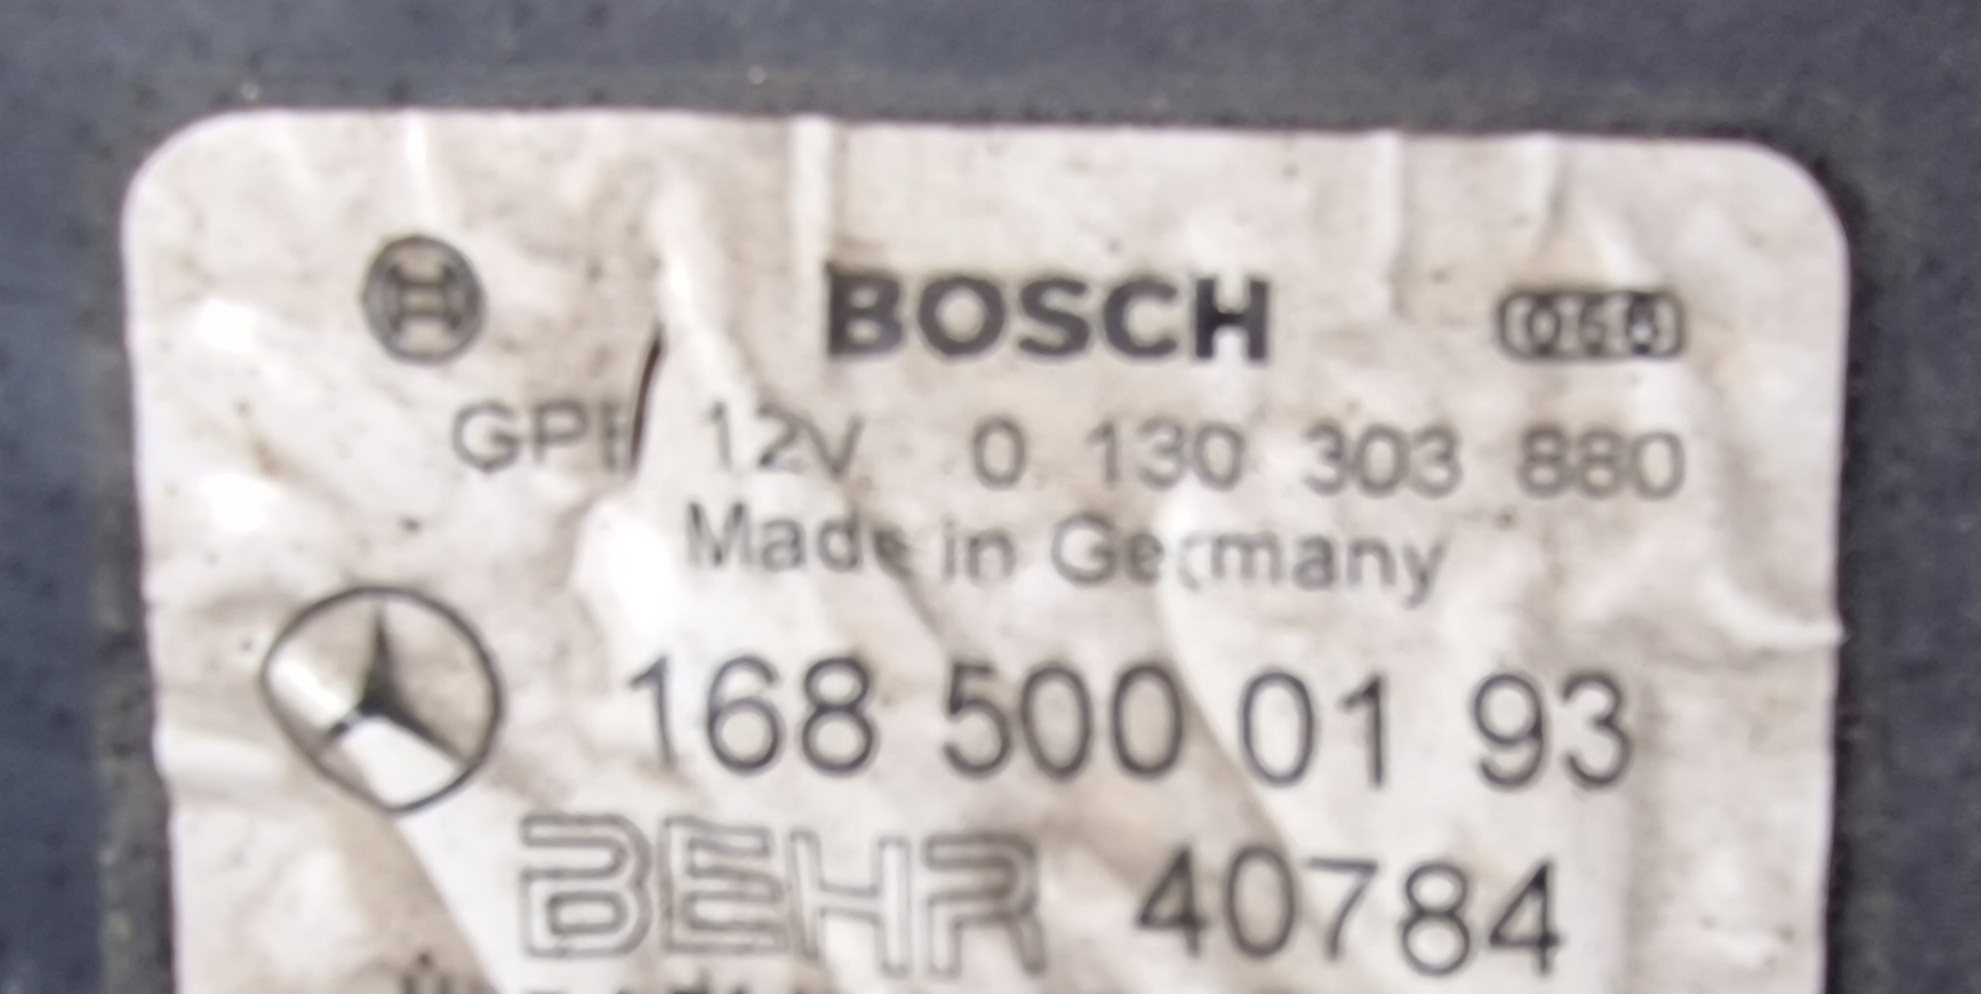 BOSCH
12V 0 130 303 880
Made in Germany
168 500 01 93
BEHR 40784